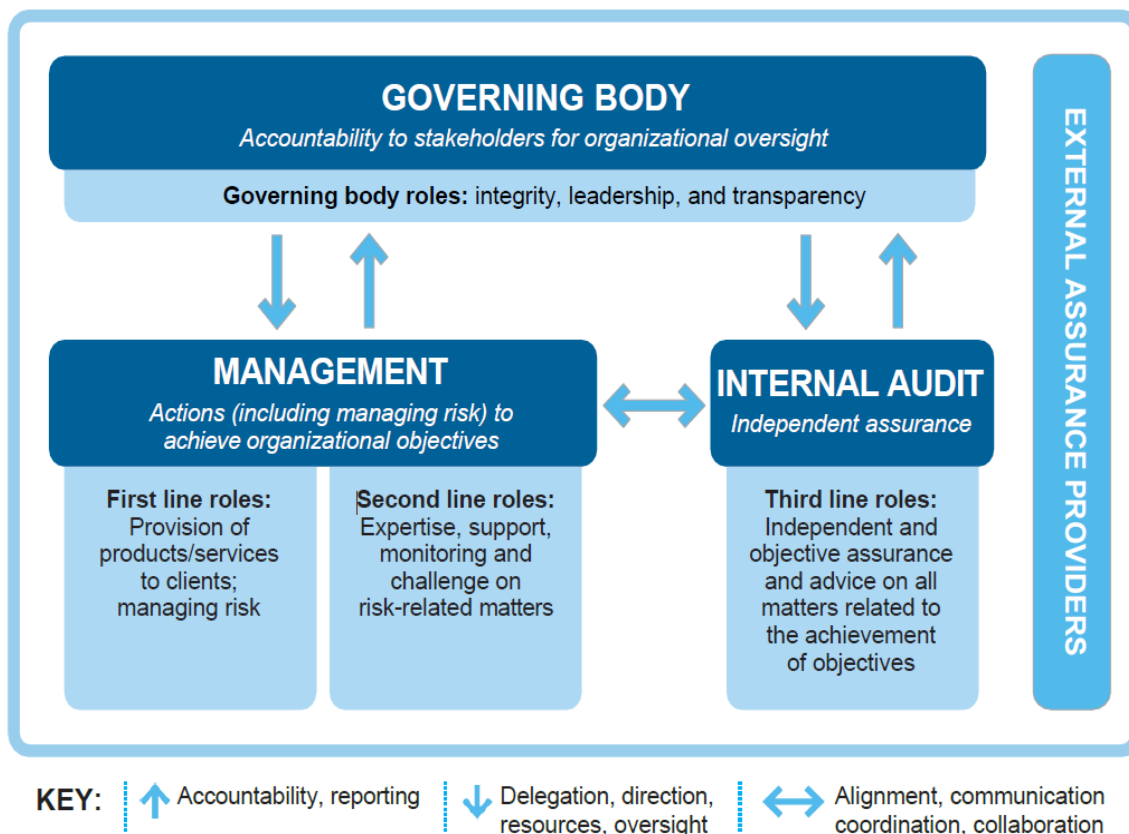 GOVERNING BODY
Accountability to stakeholders for organizational oversight
Governing body roles: integrity, leadership, and transparency
MANAGEMENT
Actions (including managing risk) to
achieve organizational objectives
INTERNAL AUDIT
Independent assurance
First line roles:
Provision of
products/services
to clients;
managing risk
Second line roles:
Expertise, support,
monitoring and
challenge on
risk-related matters
Third line roles:
Independent and
objective assurance
and advice on all
matters related to
the achievement
of objectives
EXTERNAL ASSURANCE PROVIDERS
KEY:
Accountability, reporting
Delegation, direction,
resources, oversight
Alignment, communication
coordination, collaboration